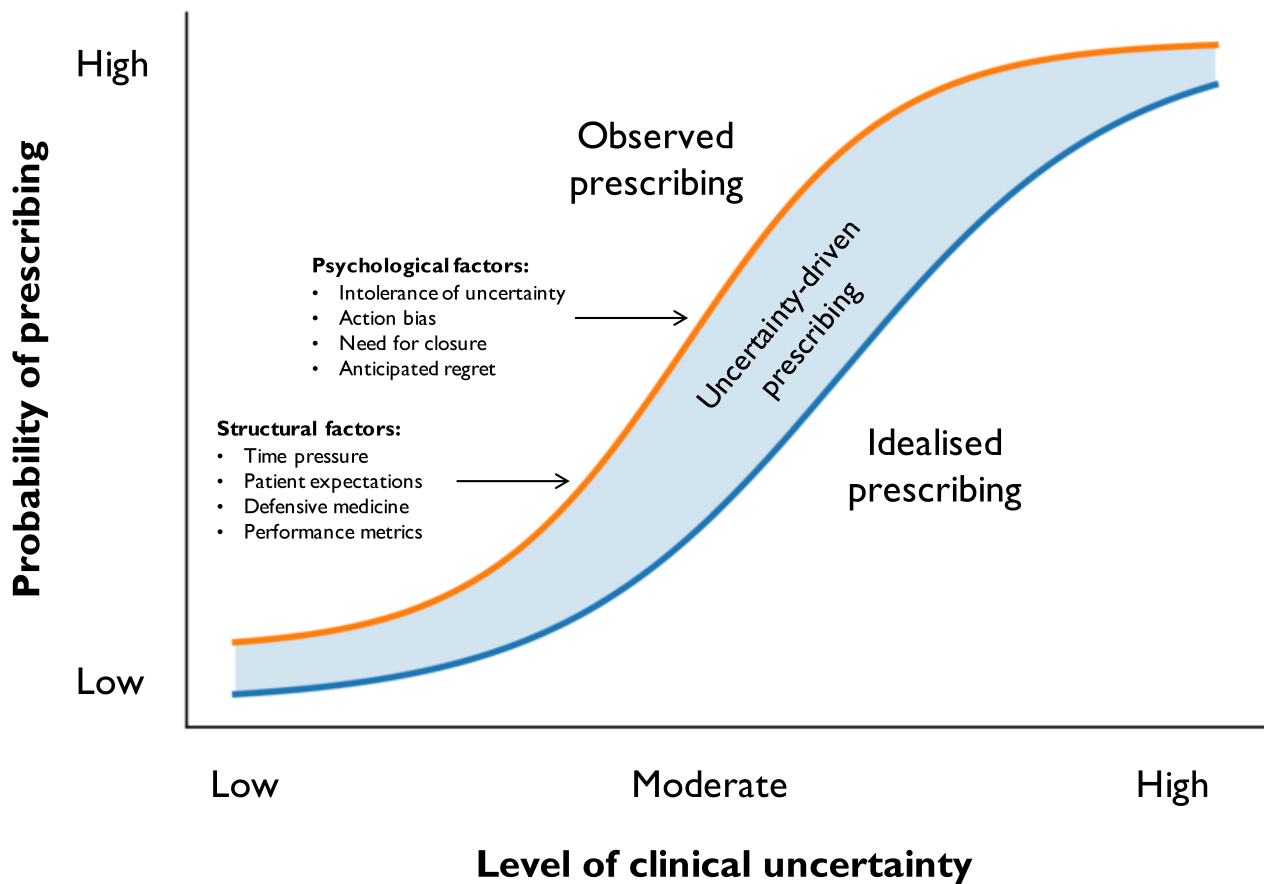 High
Probability of prescribing
Low
Observed
prescribing
Psychological factors:
• Intolerance of uncertainty
• Action bias
• Need for closure
• Anticipated regret
Structural factors:
• Time pressure
• Patient expectations
• Defensive medicine
• Performance metrics
Uncertainty-driven
prescribing
Idealised
prescribing
Low
Moderate
High
Level of clinical uncertainty